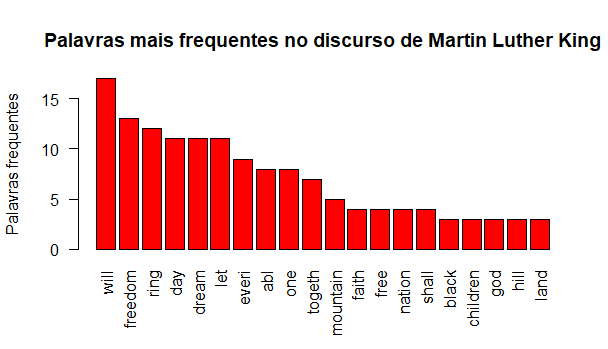 Palavras mais frequentes no discurso de Martin Luther King
Palavras frequentes
15
10
5
0
will
freedom
ring
day
dream
let
everi
abl
one
togeth
mountain
faith
free
nation
shall
black
children
god
hill
land